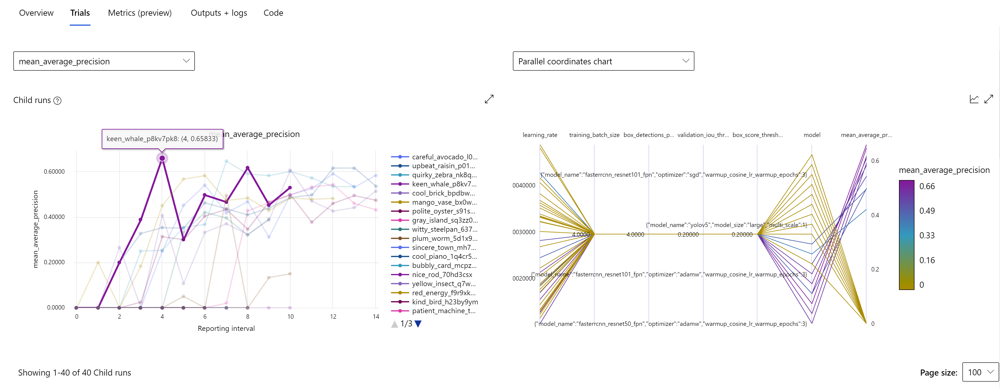 Overview Trials Metrics (preview) Outputs + logs Code
mean_average_precision
Parallel coordinates chart
Child runs ?
mean_average_precision
keen_whale_p8kv7pk8: (4, 0.65833)
mean_average_precision
0.60000
0.40000
0.20000
0.0000
0 2 4 6 8 10 12 14
Reporting interval
careful_avocado_l0...
upbeat_raisin_p01...
quirky_zebra_nk8q...
keen_whale_p8kv7...
cool_brick_bpdbw...
mango_vase_bx0w...
polite_oyster_s91s...
gray_island_sq3zz0...
witty_steelpan_637...
plum_worm_5d1x9...
sincere_town_mh7...
cool_piano_1q4cr5...
bubbly_card_mcpz...
nice_rod_70hd3csx
yellow_insect_q7w...
red_energy_f9r9xk...
kind_bird_h23by9ym
patient_machine_t...
1/3
learning_rate training_batch_size box_detections_p... validation_iou_thr... box_score_thresh... model mean_average_pr...
{"model_name":"fasterrcnn_resnet101_fpn","optimizer":"sgd","warmup_cosine_lr_warmup_epochs":3}
0040000
{"model_name":"yolov5","model_size":"large","multi_scale":1}
0030000
4.0000 4.0000 0.20000 0.20000
{"model_name":"fasterrcnn_resnet101_fpn","optimizer":"adamw","warmup_cosine_lr_warmup_epochs":3}
0020000
{"model_name":"fasterrcnn_resnet50_fpn","optimizer":"adamw","warmup_cosine_lr_warmup_epochs":3}
0.6
0.4
0.2
0
mean_average_precision
0.66
0.49
0.33
0.16
0
Showing 1-40 of 40 Child runs
Page size: 100